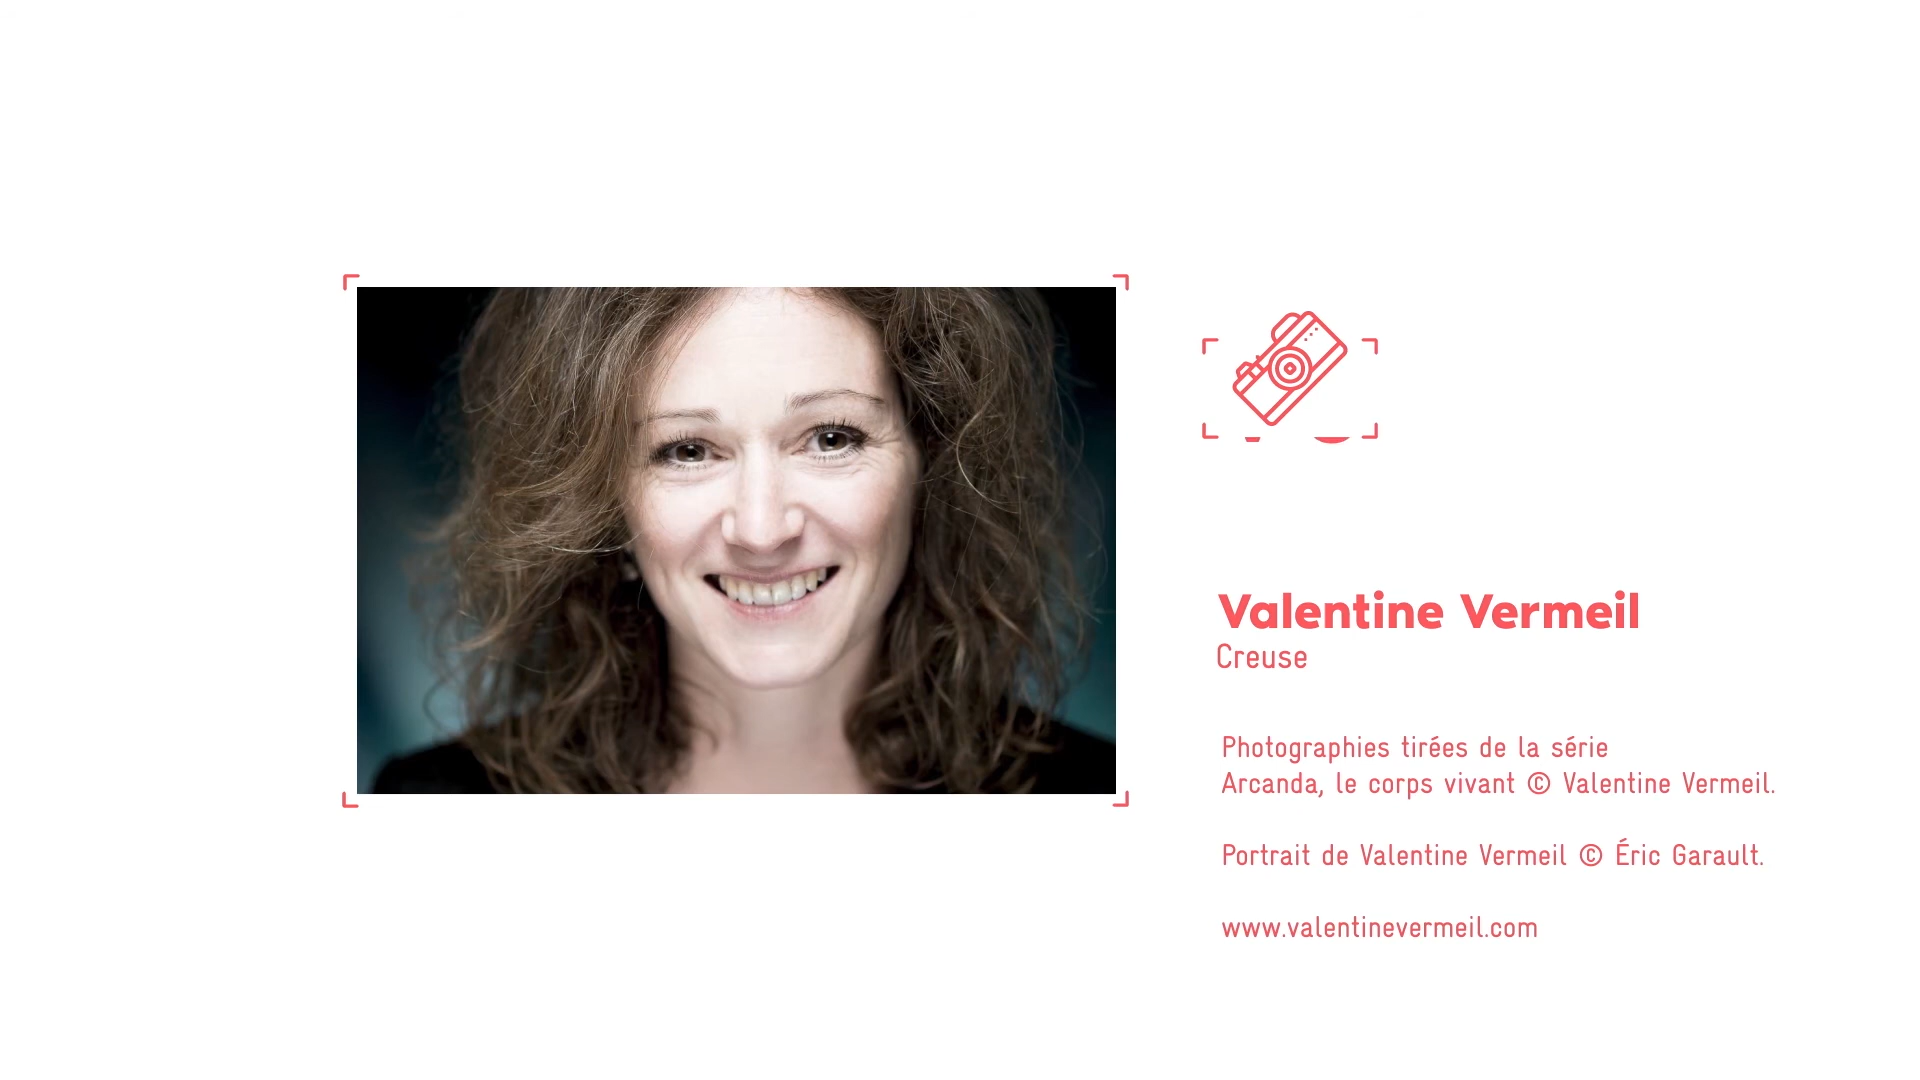 Valentine Vermeil
Creuse
Photographies tirées de la série
Arcanda, le corps vivant © Valentine Vermeil.
Portrait de Valentine Vermeil © Éric Garault.
www.valentinevermeil.com